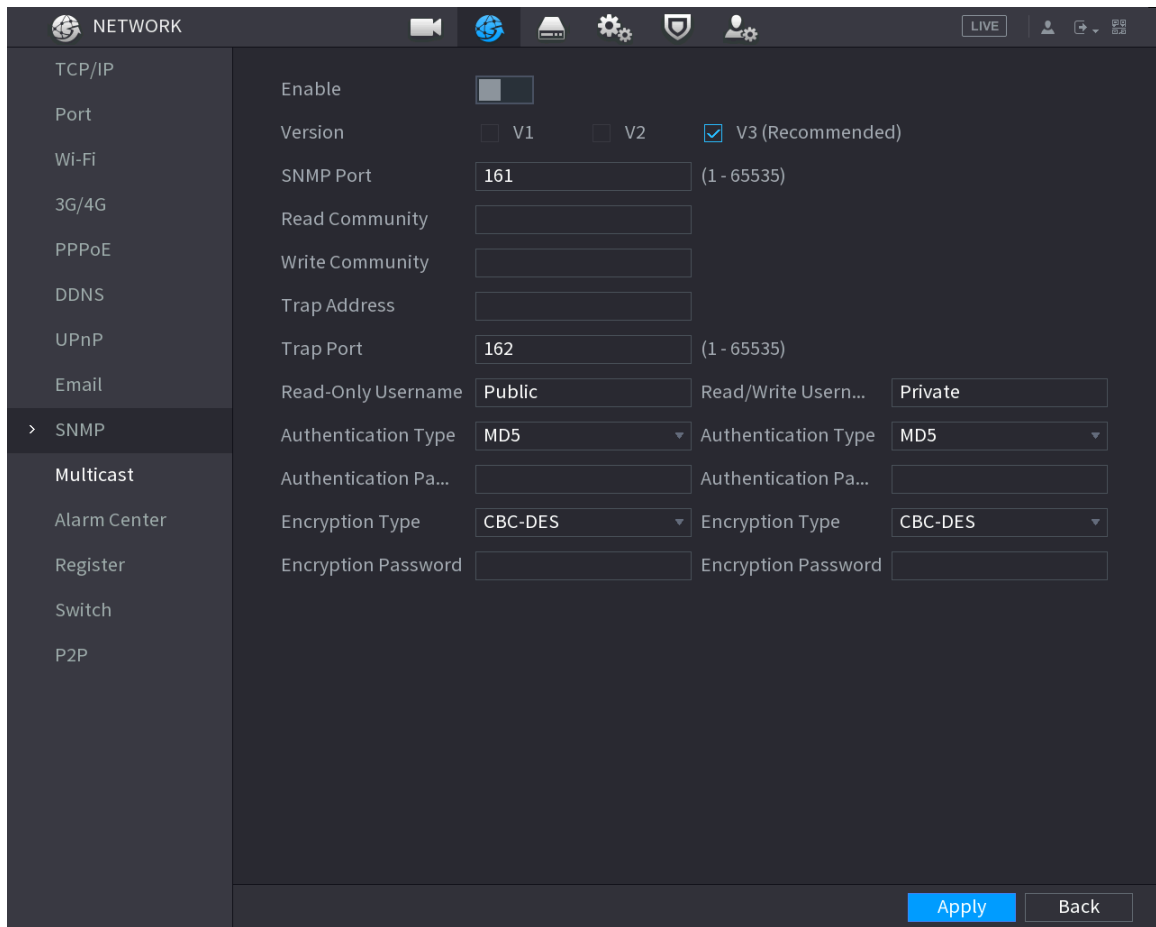 NETWORK
LIVE
TCP/IP
Port
Wi-Fi
3G/4G
PPPoE
DDNS
UPnP
Email
SNMP
Multicast
Alarm Center
Register
Switch
P2P
Enable
Version V1 V2 V3 (Recommended)
SNMP Port 161 (1 - 65535)
Read Community
Write Community
Trap Address
Trap Port 162 (1 - 65535)
Read-Only Username Public Read/Write Usern... Private
Authentication Type MD5 Authentication Type MD5
Authentication Pa... Authentication Pa...
Encryption Type CBC-DES Encryption Type CBC-DES
Encryption Password Encryption Password
Apply Back